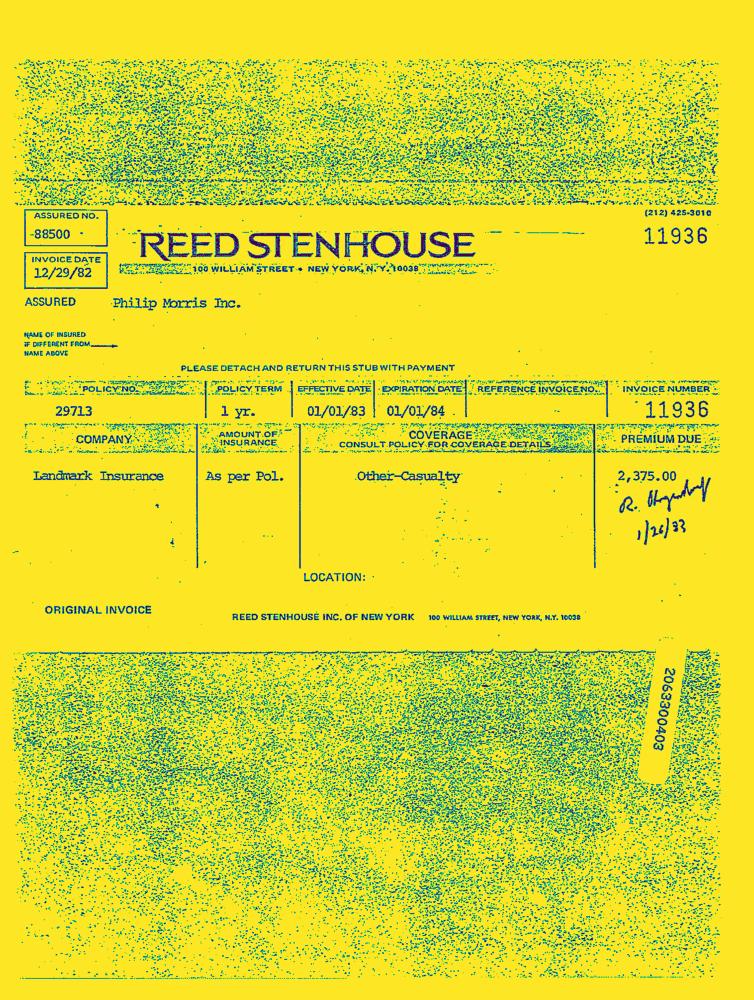 ASSURED NO.
-88500
INVOICE DATE
12/29/82
REED STENHOUSE
100 WILLIAM STREET • NEW YORK, N.Y. 10038
(212) 425-3010
11936
ASSURED Philip Morris Inc.
NAME OF INSURED
IF DIFFERENT FROM
NAME ABOVE
PLEASE DETACH AND RETURN THIS STUB WITH PAYMENT
POLICY NO. POLICY TERM EFFECTIVE DATE EXPIRATION DATE REFERENCE INVOICE NO. INVOICE NUMBER
29713 1 yr. 01/01/83 01/01/84 11936
COMPANY AMOUNT OF INSURANCE COVERAGE PREMIUM DUE
CONSULT POLICY FOR COVERAGE DETAILS
Landmark Insurance As per Pol. Other-Casualty 2,375.00
R.
1/26/83
LOCATION:
ORIGINAL INVOICE
REED STENHOUSE INC. OF NEW YORK 100 WILLIAM STREET, NEW YORK, N.Y. 10038
2063300403